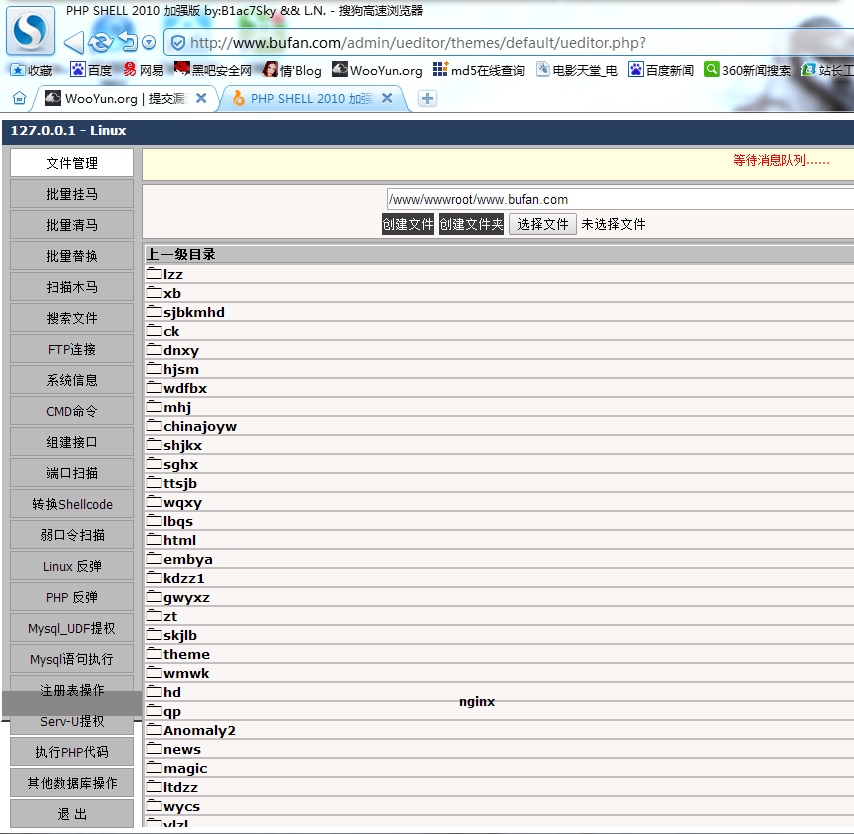 PHP SHELL 2010 加强版 by:B1ac7Sky && L.N. - 搜狗高速浏览器
http://www.bufan.com/admin/ueditor/themes/default/ueditor.php?
收藏 百度 网易 黑吧安全网 情'Blog WooYun.org md5在线查询 电影天堂_电 百度新闻 360新闻搜索 站长工
WooYun.org | 提交漏 PHP SHELL 2010 加强
127.0.0.1 - Linux
文件管理
批量挂马
批量清马
批量替换
扫描木马
搜索文件
FTP连接
系统信息
CMD命令
组建接口
端口扫描
转换Shellcode
弱口令扫描
Linux 反弹
PHP 反弹
Mysql_UDF提权
Mysql语句执行
注册表操作
Serv-U提权
执行PHP代码
其他数据库操作
退 出
等待消息队列......
/www/wwwroot/www.bufan.com
创建文件 创建文件夹 选择文件 未选择文件
上一级目录
lzz
xb
sjbkmhd
ck
dnxy
hjsm
wdfbx
mhj
chinajoyw
shjkx
sghx
ttsjb
wqxy
lbqs
html
embya
kdzz1
gwyxz
zt
skjlb
theme
wmwk
hd
nginx
qp
Anomaly2
news
magic
ltdzz
wycs